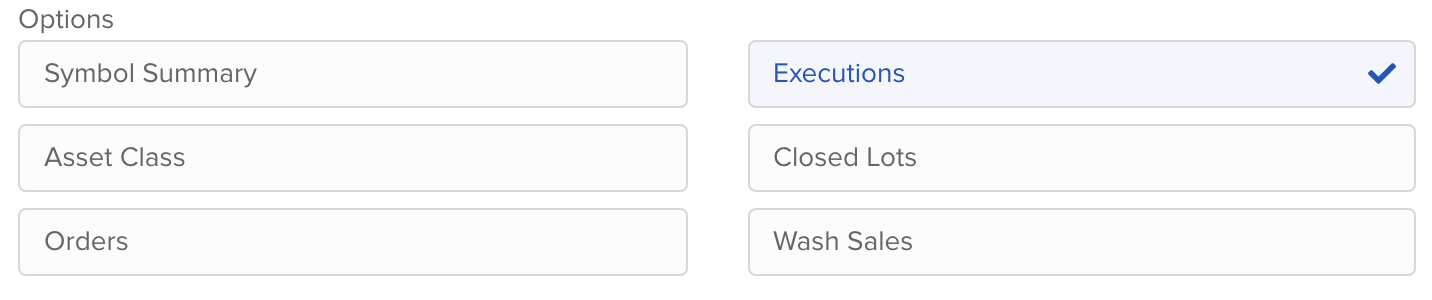 Options
Symbol Summary
Executions
Asset Class
Closed Lots
Orders
Wash Sales